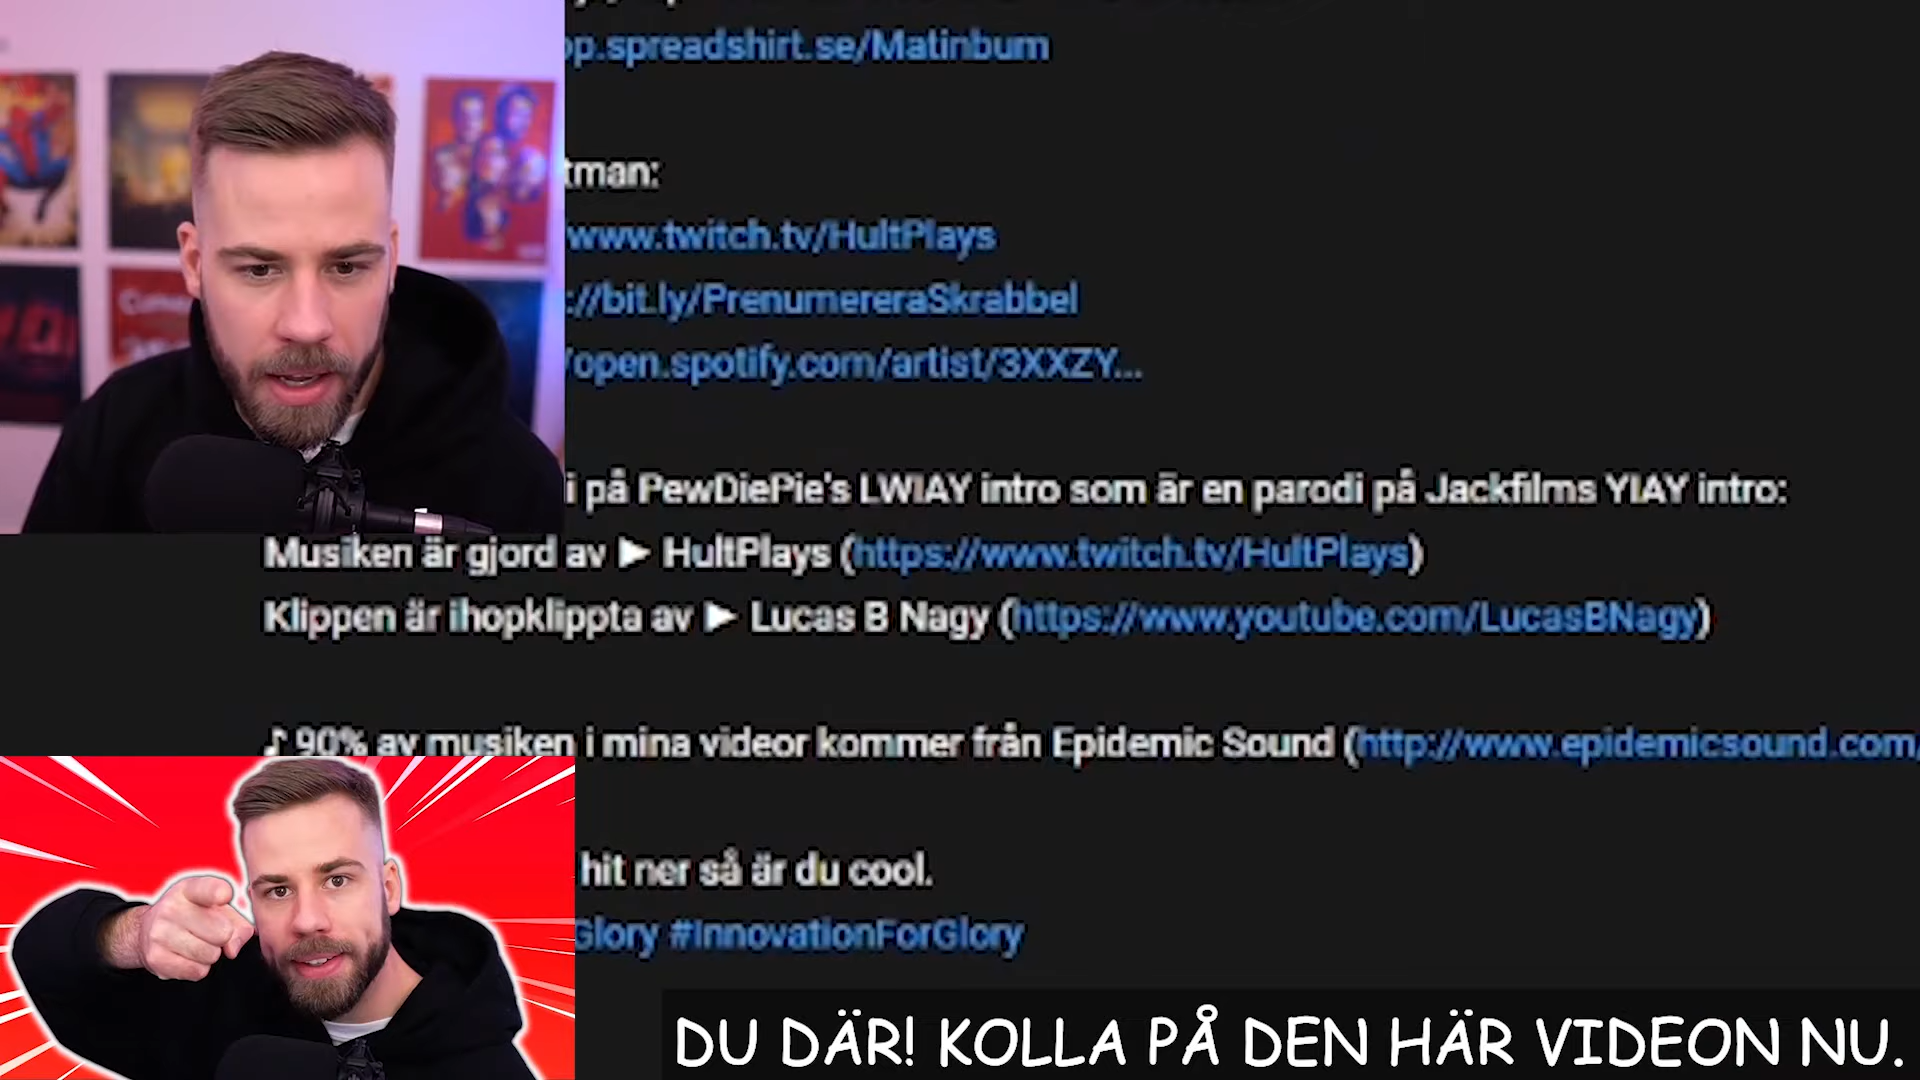 op.spreadshirt.se/Matinbum
tman:
/www.twitch.tv/HultPlays
://bit.ly/PrenumereraSkrabbel
/open.spotify.com/artist/3XXZY...
i på PewDiePie's LWIAY intro som är en parodi på Jackfilms YIAY intro:
Musiken är gjord av ► HultPlays (https://www.twitch.tv/HultPlays)
Klippen är ihopklippta av ► Lucas B Nagy (https://www.youtube.com/LucasBNagy)
♪ 90% av musiken i mina videor kommer från Epidemic Sound (http://www.epidemicsound.com/
hit ner så är du cool.
Glory #InnovationForGlory
DU DÄR! KOLLA PÅ DEN HÄR VIDEON NU.